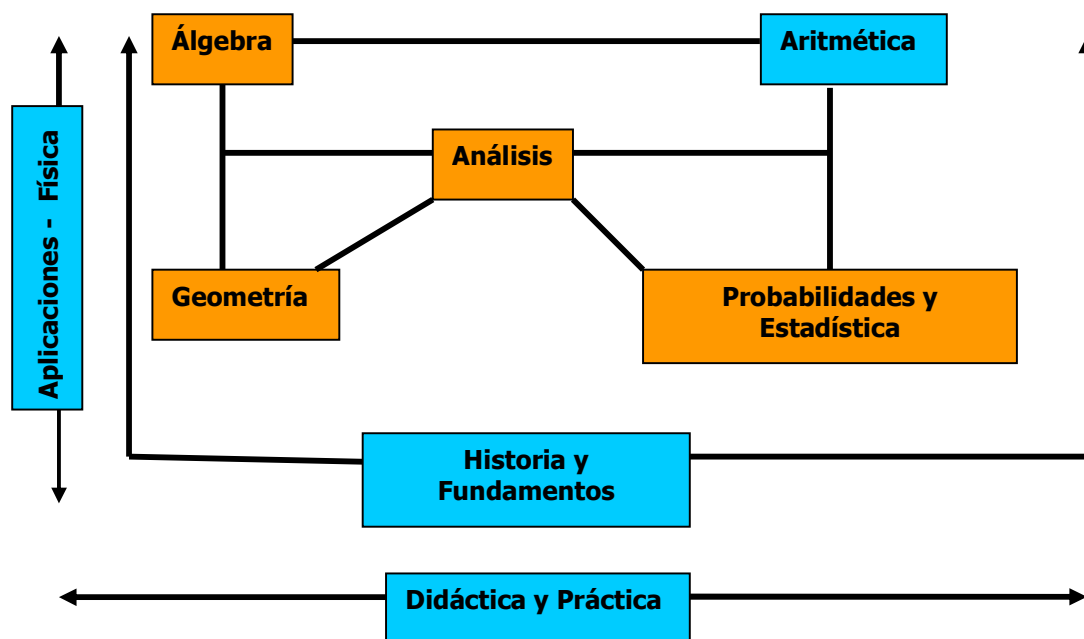 Álgebra
Aritmética
Análisis
Aplicaciones - Física
Geometría
Probabilidades y
Estadística
Historia y
Fundamentos
Didáctica y Práctica